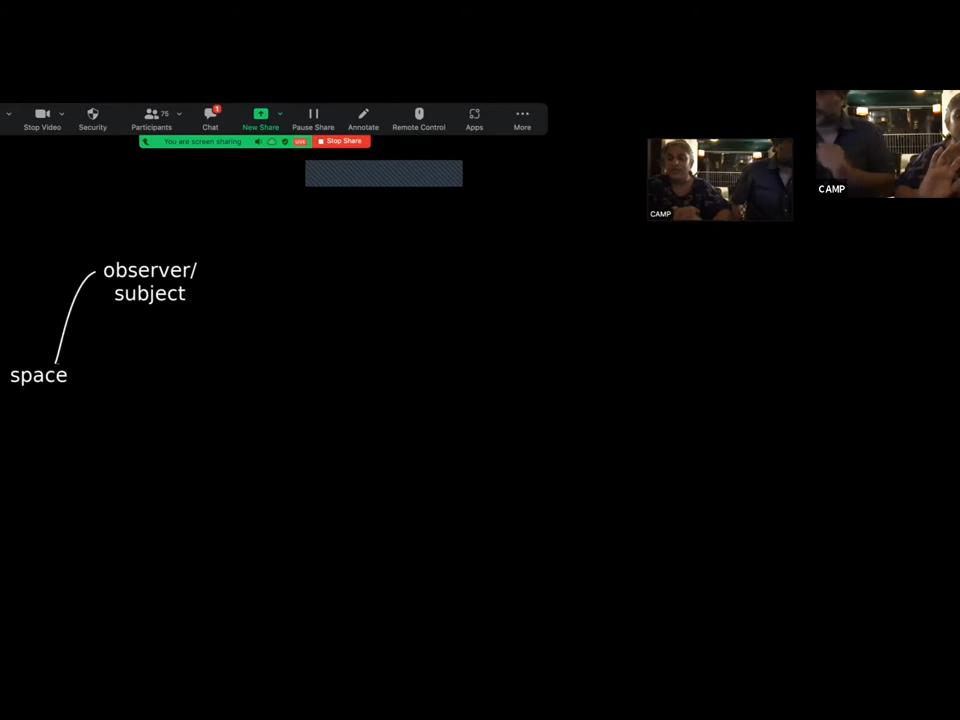 Stop Video
Security
Participants
75
Chat
1
New Share
Pause Share
Annotate
Remote Control
Apps
More
You are screen sharing
LIVE
Stop Share
CAMP
CAMP
observer/
subject
space